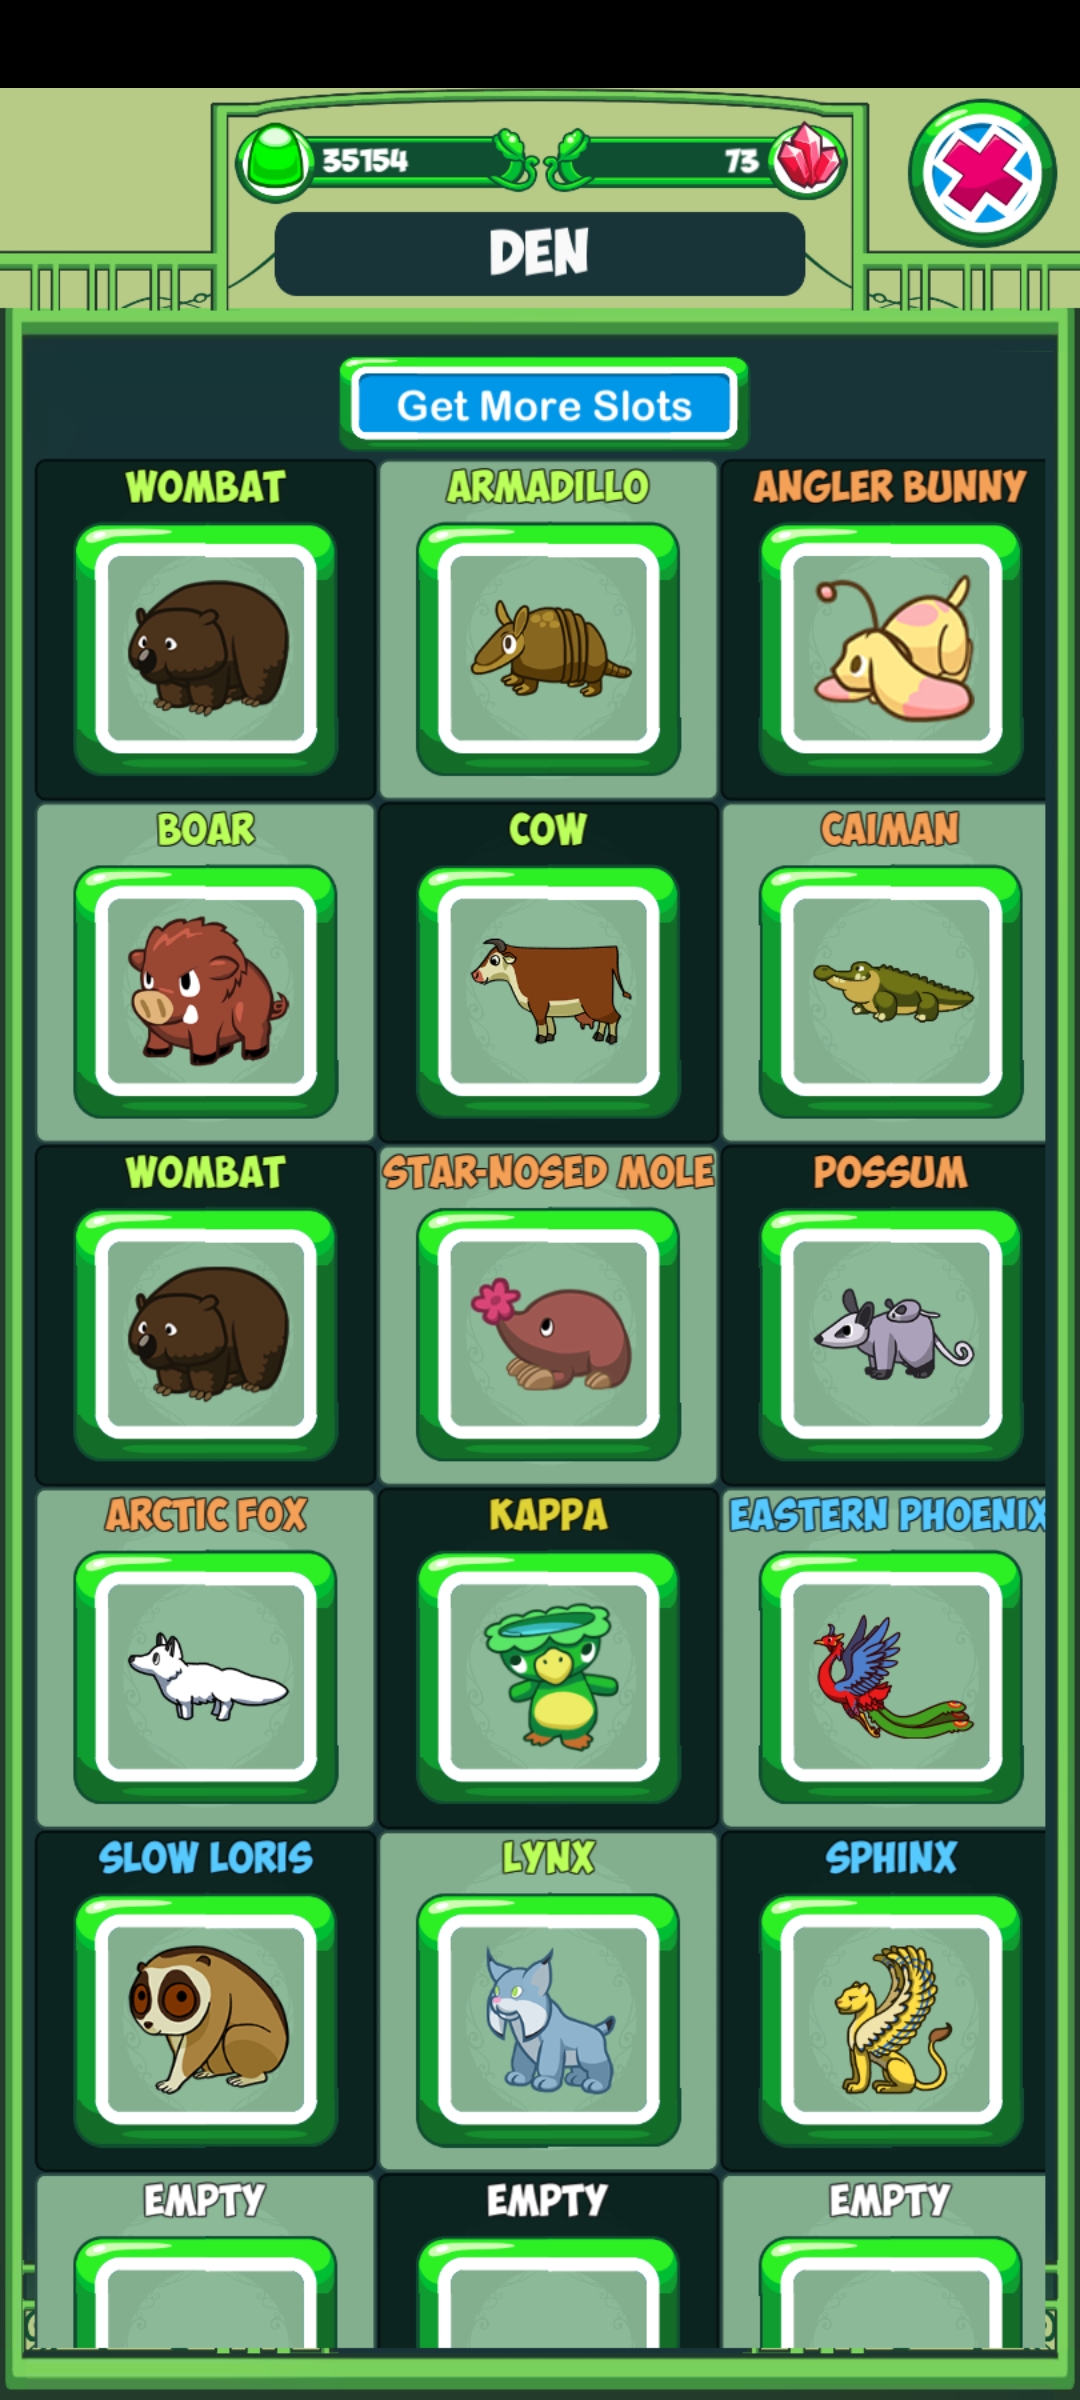 35154
73
DEN
Get More Slots
WOMBAT
ARMADILLO
ANGLER BUNNY
BOAR
COW
CAIMAN
WOMBAT
STAR-NOSED MOLE
POSSUM
ARCTIC FOX
KAPPA
EASTERN PHOENIX
SLOW LORIS
LYNX
SPHINX
EMPTY
EMPTY
EMPTY